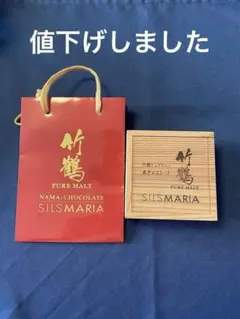 値下げしました
竹鶴
PURE MALT
NAMA-CHOCOLATE
SILSMARIA
竹鶴
PURE MALT
SILSMARIA